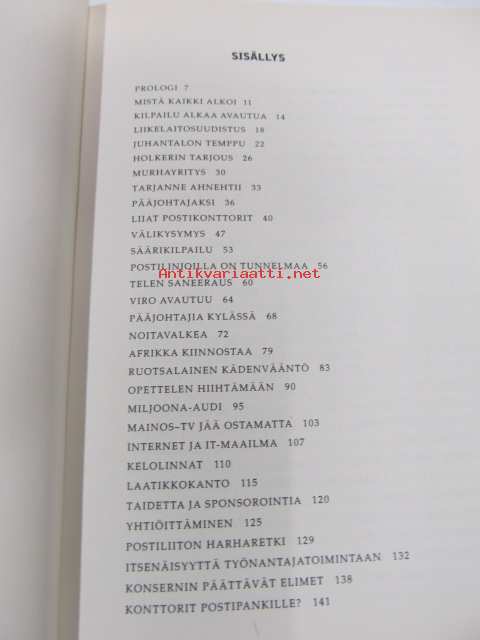 SISÄLLYS
PROLOGI 7
MISTÄ KAIKKI ALKOI 11
KILPAILU ALKAA AVAUTUA 14
LIIKELAITOSUUDISTUS 18
JUHANTALON TEMPPU 22
HOLKERIN TARJOUS 26
MURHAYRITYS 30
TARJANNE AHNEHTII 33
PÄÄJOHTAJAKSI 36
LIIAT POSTIKONTTORIT 40
VÄLIKYSYMYS 47
SÄÄRIKILPAILU 53
POSTILINJOILLA ON TUNNELMAA 56
Antikvariaatti.net
TELEN SANEERAUS 60
VIRO AVAUTUU 64
PÄÄJOHTAJIA KYLÄSSÄ 68
NOITAVALKEA 72
AFRIKKA KIINNOSTAA 79
RUOTSALAINEN KÄDENVÄÄNTÖ 83
OPETTELEN HIIHTÄMÄÄN 90
MILJOONA-AUDI 95
MAINOS-TV JÄÄ OSTAMATTA 103
INTERNET JA IT-MAAILMA 107
KELOLINNAT 110
LAATIKKOKANTO 115
TAIDETTA JA SPONSOROINTIA 120
YHTIÖITTÄMINEN 125
POSTILIITON HARHARETKI 129
ITSENÄISYYTTÄ TYÖNANTAJATOIMINTAAN 132
KONSERNIN PÄÄTTÄVÄT ELIMET 138
KONTTORIT POSTIPANKILLE? 141